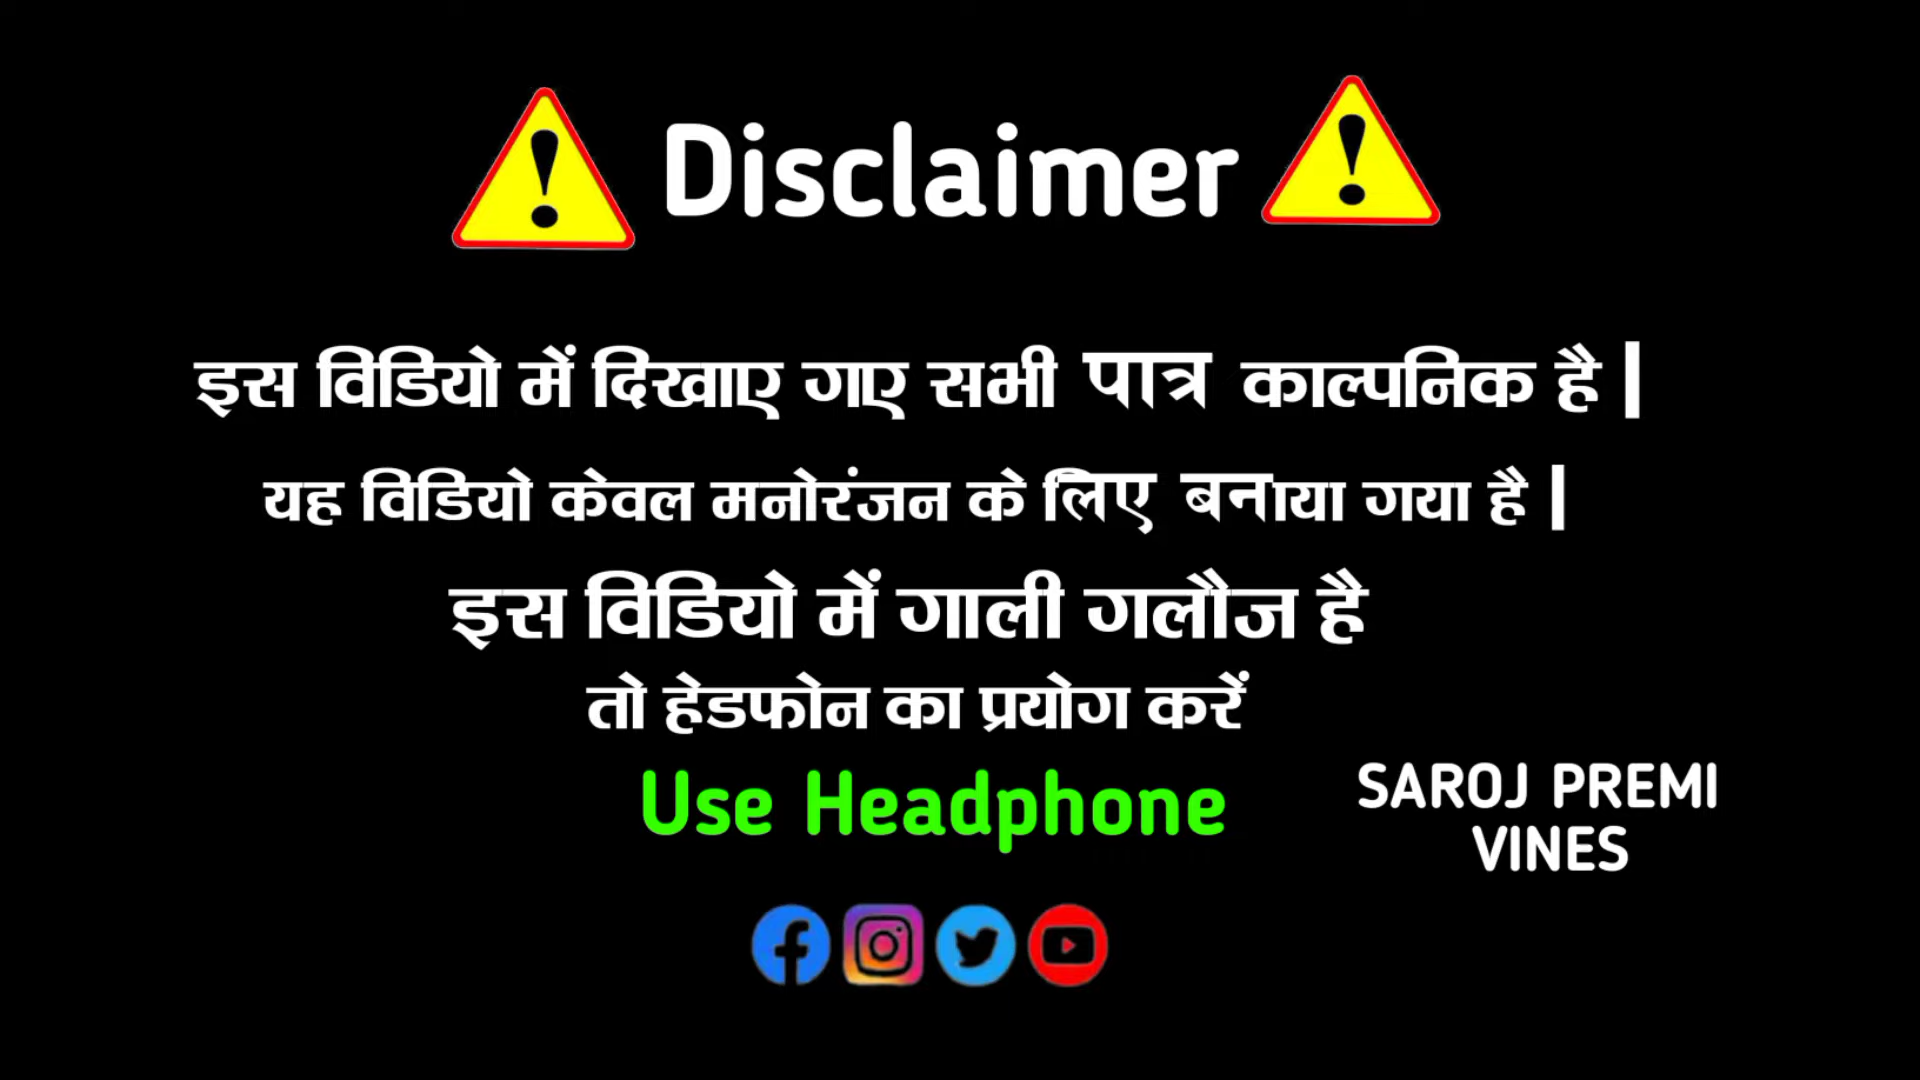 Disclaimer
इस विडियो में दिखाए गए सभी पात्र काल्पनिक है |
यह विडियो केवल मनोरंजन के लिए बनाया गया है |
इस विडियो में गाली गलौज है
तो हेडफोन का प्रयोग करें
Use Headphone
SAROJ PREMI
VINES